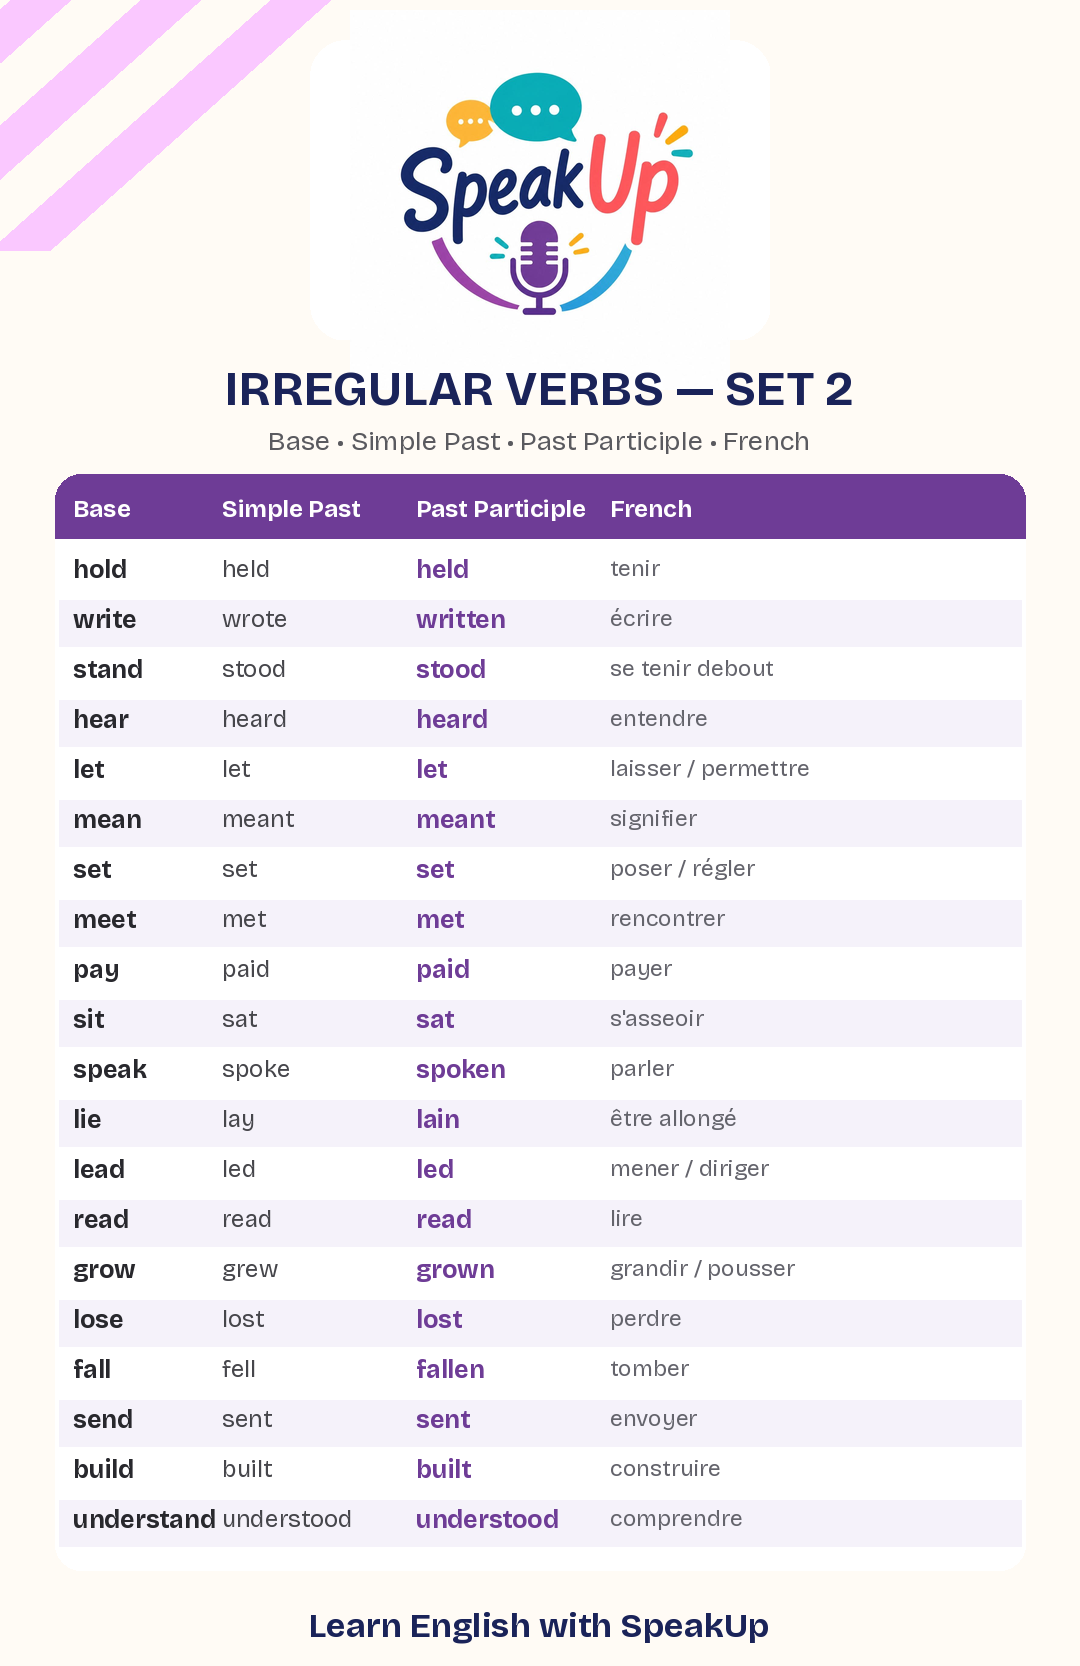 SpeakUp
IRREGULAR VERBS — SET 2
Base • Simple Past • Past Participle • French
Base Simple Past Past Participle French
hold held held tenir
write wrote written écrire
stand stood stood se tenir debout
hear heard heard entendre
let let let laisser / permettre
mean meant meant signifier
set set set poser / régler
meet met met rencontrer
pay paid paid payer
sit sat sat s'asseoir
speak spoke spoken parler
lie lay lain être allongé
lead led led mener / diriger
read read read lire
grow grew grown grandir / pousser
lose lost lost perdre
fall fell fallen tomber
send sent sent envoyer
build built built construire
understand understood understood comprendre
Learn English with SpeakUp